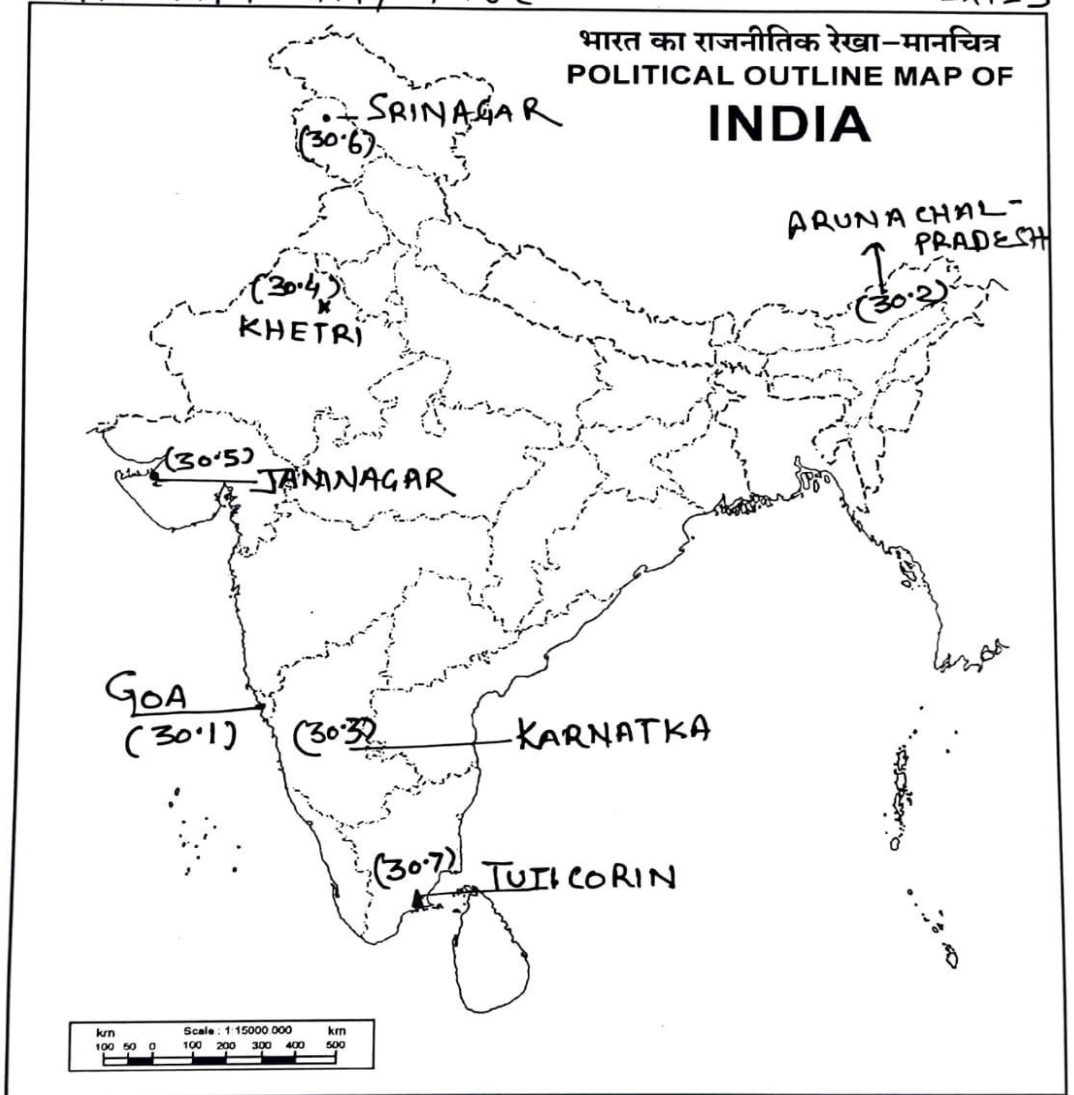 भारत का राजनीतिक रेखा-मानचित्र
POLITICAL OUTLINE MAP OF
INDIA
SRINAGAR
(30.6)
ARUNACHAL-
PRADESH
(30.2)
(30.4)
KHETRI
(30.5)
JAMNAGAR
GOA
(30.1)
(30.3)
KARNATKA
(30.7)
TUTICORIN
km Scale : 1:15000 000 km
100 50 0 100 200 300 400 500